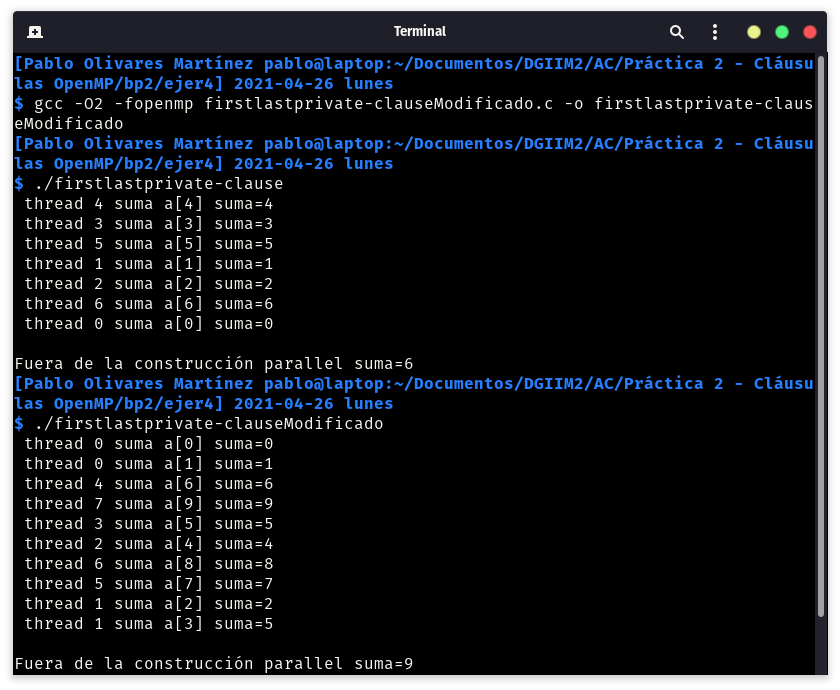 Terminal
[Pablo Olivares Martínez pablo@laptop:~/Documentos/DGIIM2/AC/Práctica 2 - Cláusu
las OpenMP/bp2/ejer4] 2021-04-26 lunes
$ gcc -O2 -fopenmp firstlastprivate-clauseModificado.c -o firstlastprivate-claus
eModificado
[Pablo Olivares Martínez pablo@laptop:~/Documentos/DGIIM2/AC/Práctica 2 - Cláusu
las OpenMP/bp2/ejer4] 2021-04-26 lunes
$ ./firstlastprivate-clause
 thread 4 suma a[4] suma=4
 thread 3 suma a[3] suma=3
 thread 5 suma a[5] suma=5
 thread 1 suma a[1] suma=1
 thread 2 suma a[2] suma=2
 thread 6 suma a[6] suma=6
 thread 0 suma a[0] suma=0

Fuera de la construcción parallel suma=6
[Pablo Olivares Martínez pablo@laptop:~/Documentos/DGIIM2/AC/Práctica 2 - Cláusu
las OpenMP/bp2/ejer4] 2021-04-26 lunes
$ ./firstlastprivate-clauseModificado
 thread 0 suma a[0] suma=0
 thread 0 suma a[1] suma=1
 thread 4 suma a[6] suma=6
 thread 7 suma a[9] suma=9
 thread 3 suma a[5] suma=5
 thread 2 suma a[4] suma=4
 thread 6 suma a[8] suma=8
 thread 5 suma a[7] suma=7
 thread 1 suma a[2] suma=2
 thread 1 suma a[3] suma=5

Fuera de la construcción parallel suma=9